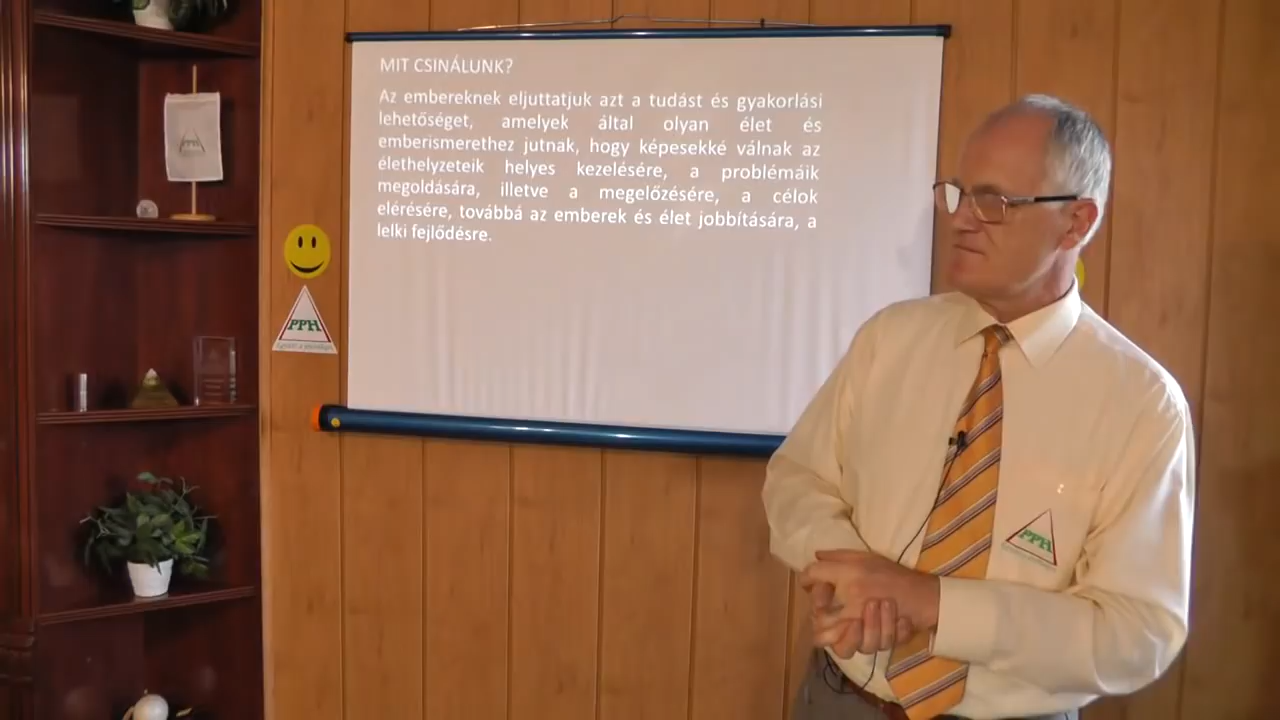 MIT CSINÁLUNK?
Az embereknek eljuttatjuk azt a tudást és gyakorlási
lehetőséget, amelyek által olyan élet és
emberismerethez jutnak, hogy képesekké válnak az
élethelyzeteik helyes kezelésére, a problémáik
megoldására, illetve a megelőzésére, a célok
elérésére, továbbá az emberek és élet jobbítására, a
lelki fejlődésre.
PPH
PPH